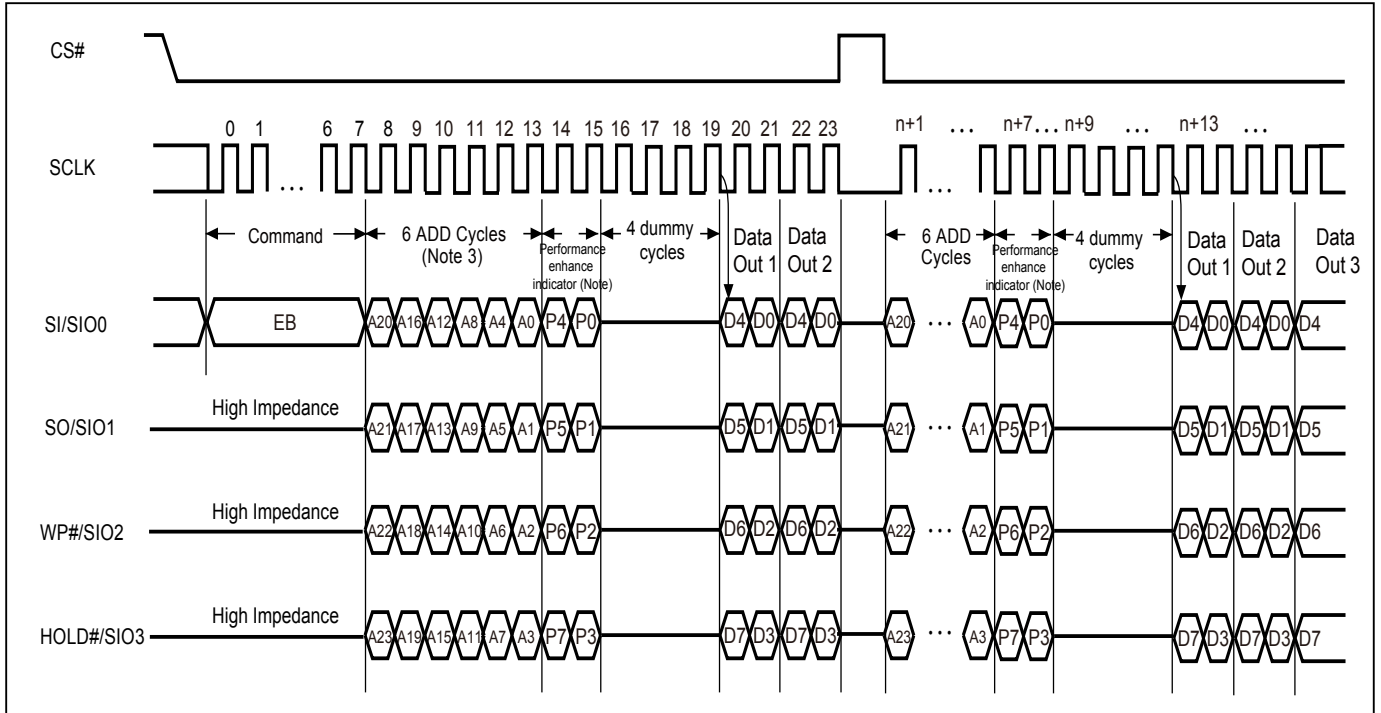 CS#
0 1 6 7 8 9 10 11 12 13 14 15 16 17 18 19 20 21 22 23 n+1 ... n+7... n+9 ... n+13 ...
SCLK
... ...
Command 6 ADD Cycles (Note 3) Performance enhance indicator (Note) 4 dummy cycles Data Out 1 Data Out 2 6 ADD Cycles Performance enhance indicator (Note) 4 dummy cycles Data Out 1 Data Out 2 Data Out 3
SI/SIO0 EB A20 A16 A12 A8 A4 A0 P4 P0 D4 D0 D4 D0 A20 ... A0 P4 P0 D4 D0 D4 D0 D4
High Impedance
SO/SIO1 A21 A17 A13 A9 A5 A1 P5 P1 D5 D1 D5 D1 A21 ... A1 P5 P1 D5 D1 D5 D1 D5
High Impedance
WP#/SIO2 A22 A18 A14 A10 A6 A2 P6 P2 D6 D2 D6 D2 A22 ... A2 P6 P2 D6 D2 D6 D2 D6
High Impedance
HOLD#/SIO3 A23 A19 A15 A11 A7 A3 P7 P3 D7 D3 D7 D3 A23 ... A3 P7 P3 D7 D3 D7 D3 D7